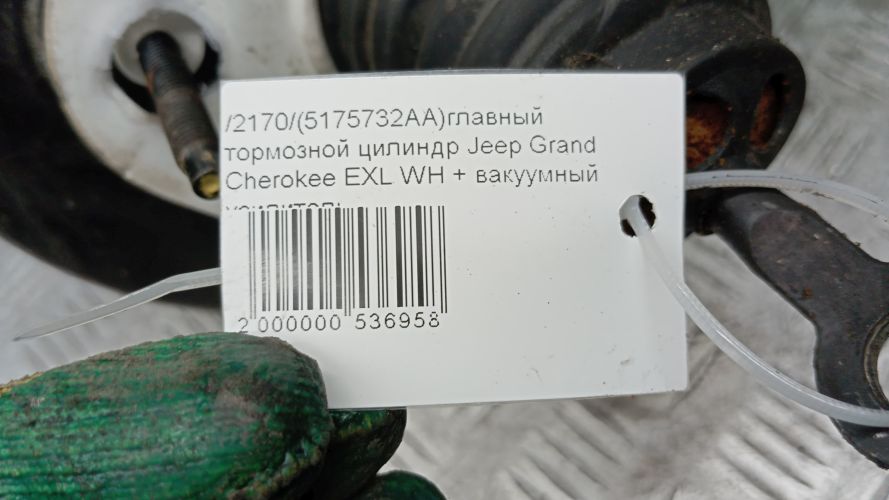 /2170/(5175732AA)главный
тормозной цилиндр Jeep Grand
Cherokee EXL WH + вакуумный
2 000000 536958